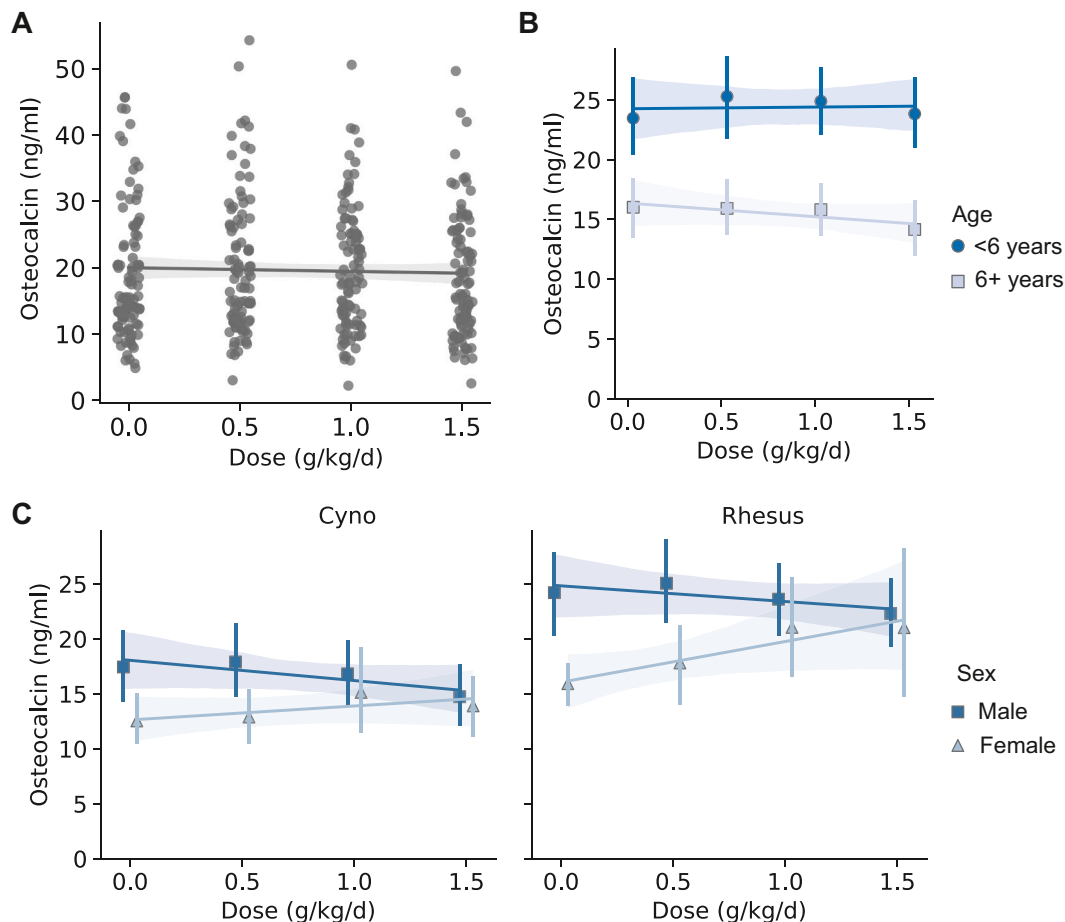 A
Osteocalcin (ng/ml)
50
40
30
20
10
0
0.0 0.5 1.0 1.5
Dose (g/kg/d)
B
Osteocalcin (ng/ml)
25
20
15
10
5
0
0.0 0.5 1.0 1.5
Dose (g/kg/d)
Age
<6 years
6+ years
C
Cyno
Osteocalcin (ng/ml)
25
20
15
10
5
0
0.0 0.5 1.0 1.5
Dose (g/kg/d)
Rhesus
0.0 0.5 1.0 1.5
Dose (g/kg/d)
Sex
Male
Female